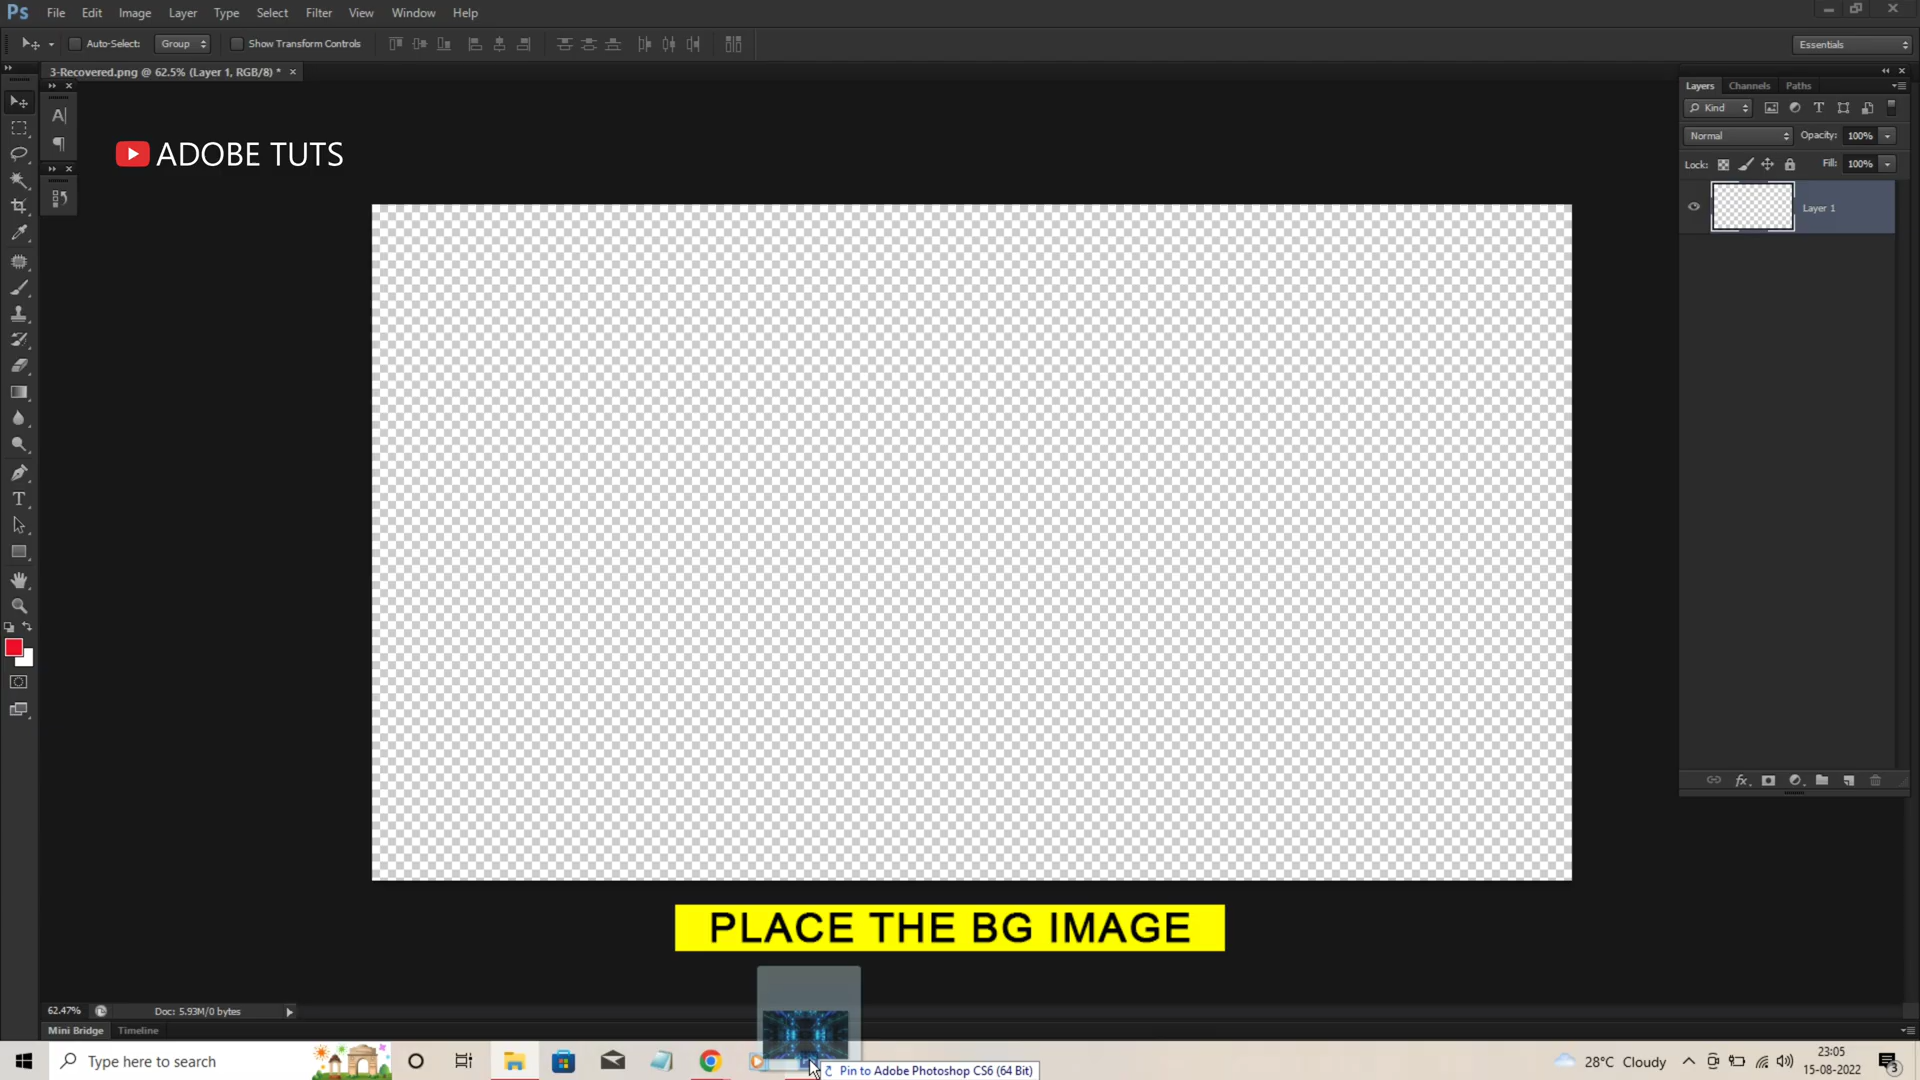 Ps File Edit Image Layer Type Select Filter View Window Help
Auto-Select: Group Show Transform Controls Essentials
3-Recovered.png @ 62.5% (Layer 1, RGB/8) * ×
Layers Channels Paths
Kind
Normal Opacity: 100%
Lock: Fill: 100%
Layer 1
ADOBE TUTS
PLACE THE BG IMAGE
62.47% Doc: 5.93M/0 bytes
Mini Bridge Timeline
Type here to search
Pin to Adobe Photoshop CS6 (64 Bit)
28°C Cloudy
23:05
15-08-2022
3